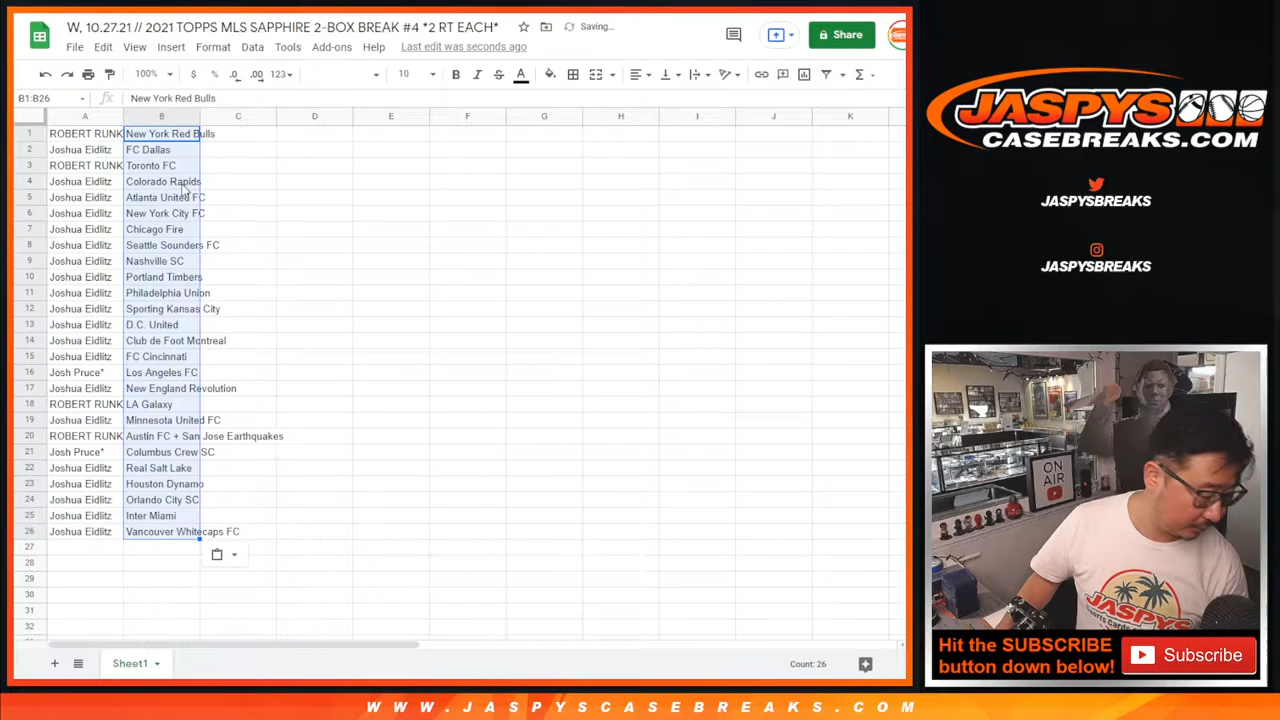 W, 10.27.21 // 2021 TOPPS MLS SAPPHIRE 2-BOX BREAK #4 *2 RT EACH*
Saving...
File Edit View Insert Format Data Tools Add-ons Help Last edit was seconds ago
Share
100% $ % .0 .00 123 10 B I S A
B1:B26 fx New York Red Bulls
A B C D E F G H I J K
1 ROBERT RUNK New York Red Bulls
2 Joshua Eidlitz FC Dallas
3 ROBERT RUNK Toronto FC
4 Joshua Eidlitz Colorado Rapids
5 Joshua Eidlitz Atlanta United FC
6 Joshua Eidlitz New York City FC
7 Joshua Eidlitz Chicago Fire
8 Joshua Eidlitz Seattle Sounders FC
9 Joshua Eidlitz Nashville SC
10 Joshua Eidlitz Portland Timbers
11 Joshua Eidlitz Philadelphia Union
12 Joshua Eidlitz Sporting Kansas City
13 Joshua Eidlitz D.C. United
14 Joshua Eidlitz Club de Foot Montreal
15 Joshua Eidlitz FC Cincinnati
16 Josh Pruce* Los Angeles FC
17 Joshua Eidlitz New England Revolution
18 ROBERT RUNK LA Galaxy
19 Joshua Eidlitz Minnesota United FC
20 ROBERT RUNK Austin FC + San Jose Earthquakes
21 Josh Pruce* Columbus Crew SC
22 Joshua Eidlitz Real Salt Lake
23 Joshua Eidlitz Houston Dynamo
24 Joshua Eidlitz Orlando City SC
25 Joshua Eidlitz Inter Miami
26 Joshua Eidlitz Vancouver Whitecaps FC
27
28
29
30
31
32
Sheet1
Count: 26
JASPYS
CASEBREAKS.COM
JASPYSBREAKS
JASPYSBREAKS
ON
AIR
JASPYS
Hit the SUBSCRIBE
button down below!
Subscribe
WWW.JASPYSCASEBREAKS.COM